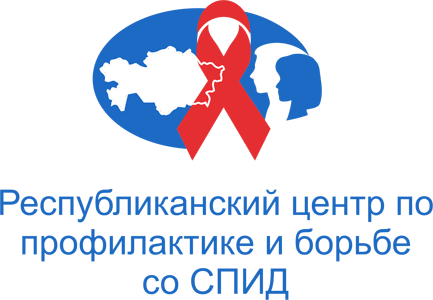 Республиканский центр по
профилактике и борьбе
со СПИД